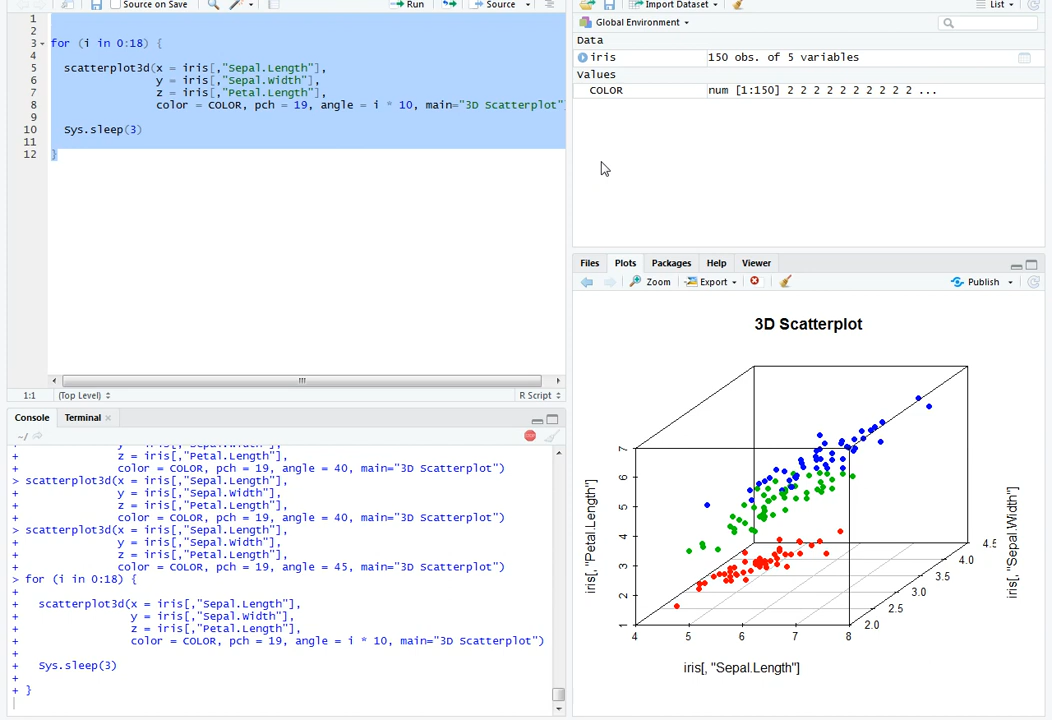 Source on Save Run Source
1
2
3 for (i in 0:18) {
4
5 scatterplot3d(x = iris[,"Sepal.Length"],
6 y = iris[,"Sepal.Width"],
7 z = iris[,"Petal.Length"],
8 color = COLOR, pch = 19, angle = i * 10, main="3D Scatterplot"
9
10 Sys.sleep(3)
11
12 }
1:1 (Top Level) R Script
Console Terminal
~/
+ y = iris[,"Sepal.Width"],
+ z = iris[,"Petal.Length"],
+ color = COLOR, pch = 19, angle = 40, main="3D Scatterplot")
> scatterplot3d(x = iris[,"Sepal.Length"],
+ y = iris[,"Sepal.Width"],
+ z = iris[,"Petal.Length"],
+ color = COLOR, pch = 19, angle = 40, main="3D Scatterplot")
> scatterplot3d(x = iris[,"Sepal.Length"],
+ y = iris[,"Sepal.Width"],
+ z = iris[,"Petal.Length"],
+ color = COLOR, pch = 19, angle = 45, main="3D Scatterplot")
> for (i in 0:18) {
+
+ scatterplot3d(x = iris[,"Sepal.Length"],
+ y = iris[,"Sepal.Width"],
+ z = iris[,"Petal.Length"],
+ color = COLOR, pch = 19, angle = i * 10, main="3D Scatterplot")
+
+ Sys.sleep(3)
+
+ }
Import Dataset List
Global Environment
Data
iris 150 obs. of 5 variables
Values
COLOR num [1:150] 2 2 2 2 2 2 2 2 2 2 ...
Files Plots Packages Help Viewer
Zoom Export Publish
3D Scatterplot
iris[, "Petal.Length"]
7
6
5
4
3
2
1
4 5 6 7 8
iris[, "Sepal.Length"]
2.0
2.5
3.0
3.5
4.0
4.5
iris[, "Sepal.Width"]